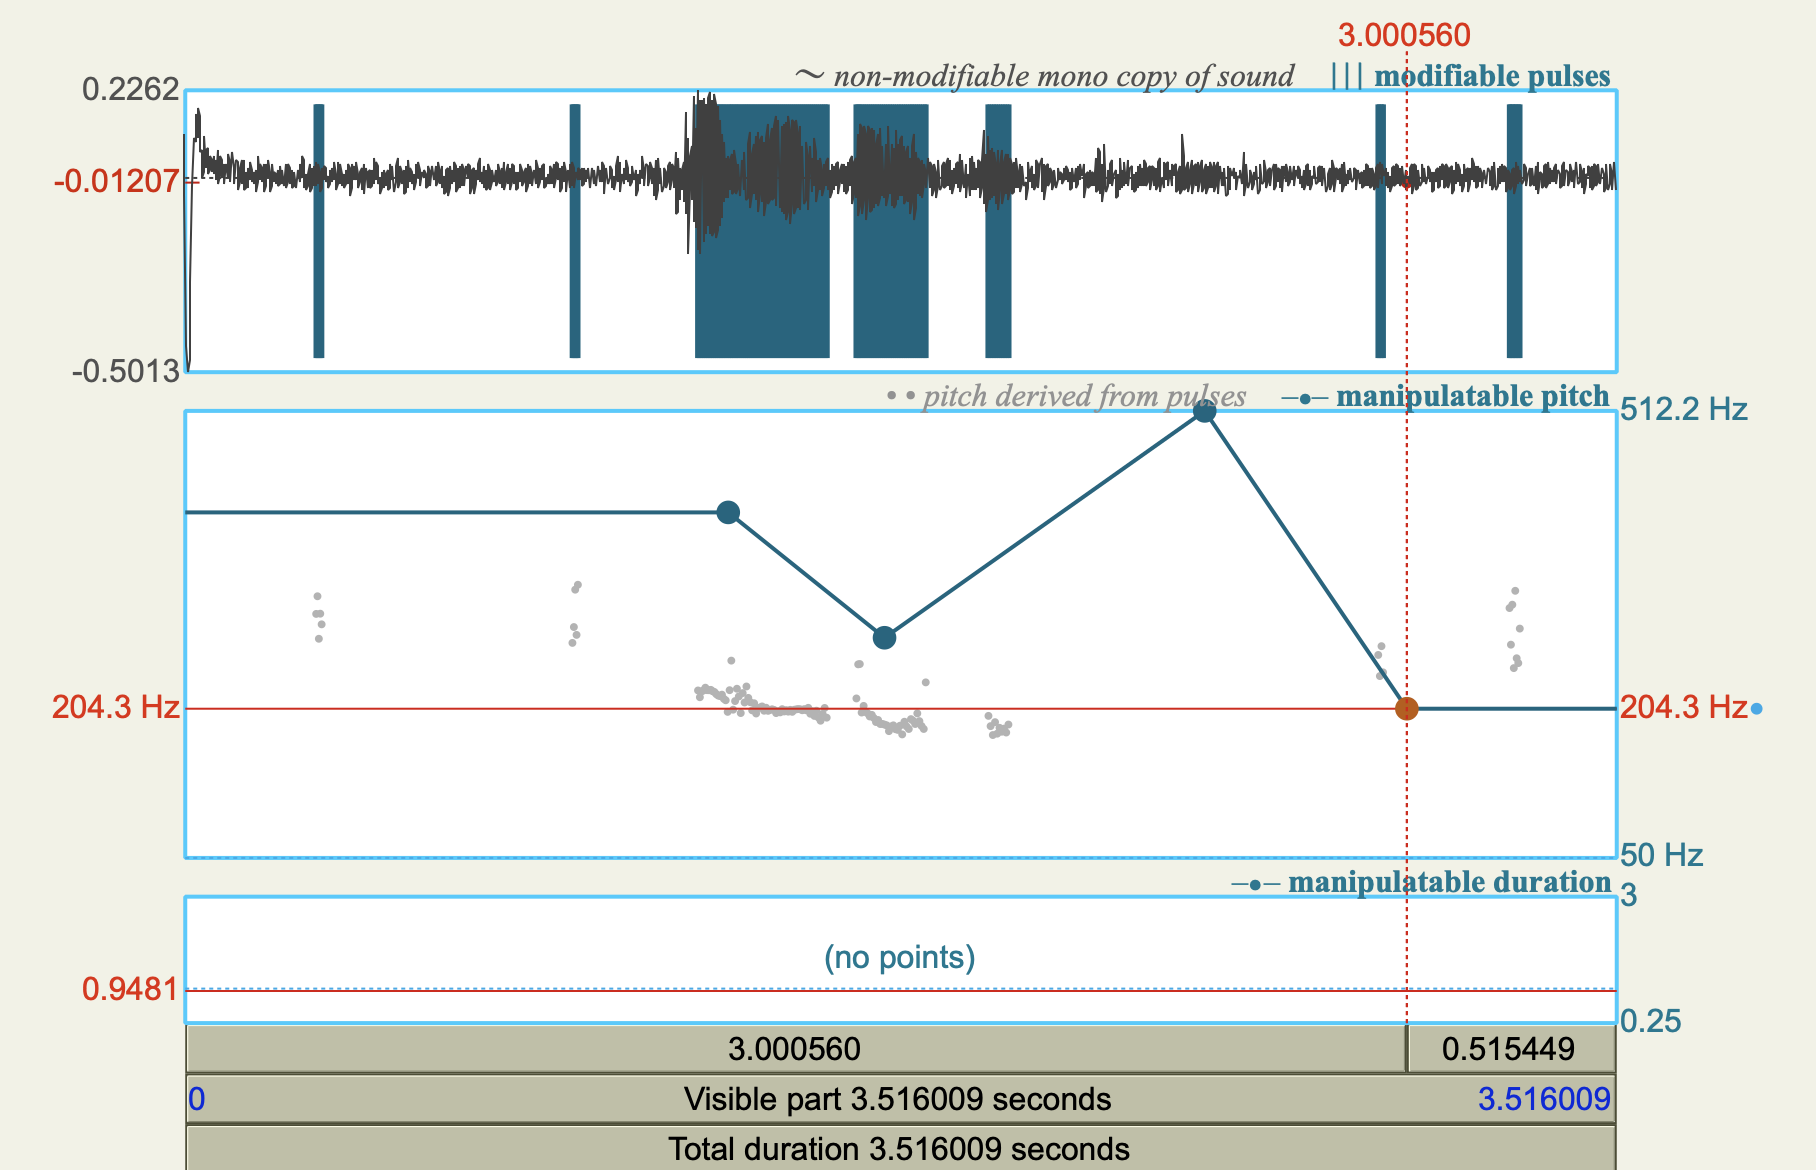 3.000560
~ non-modifiable mono copy of sound ||| modifiable pulses
0.2262
-0.01207
-0.5013
•• pitch derived from pulses –•– manipulatable pitch
512.2 Hz
204.3 Hz 204.3 Hz
50 Hz
–•– manipulatable duration
3
(no points)
0.9481
0.25
3.000560 0.515449
0 Visible part 3.516009 seconds 3.516009
Total duration 3.516009 seconds